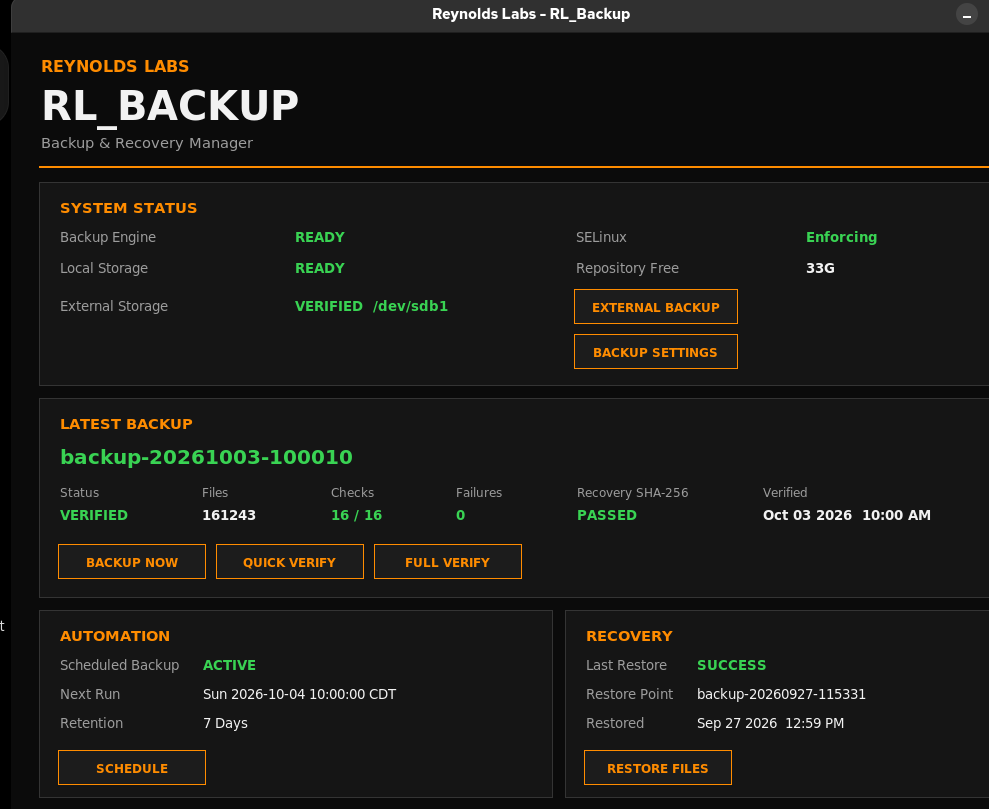 Reynolds Labs – RL_Backup
REYNOLDS LABS
RL_BACKUP
Backup & Recovery Manager
SYSTEM STATUS
Backup Engine READY SELinux Enforcing
Local Storage READY Repository Free 33G
External Storage VERIFIED /dev/sdb1 EXTERNAL BACKUP
BACKUP SETTINGS
LATEST BACKUP
backup-20261003-100010
Status Files Checks Failures Recovery SHA-256 Verified
VERIFIED 161243 16 / 16 0 PASSED Oct 03 2026 10:00 AM
BACKUP NOW QUICK VERIFY FULL VERIFY
t
AUTOMATION
Scheduled Backup ACTIVE
Next Run Sun 2026-10-04 10:00:00 CDT
Retention 7 Days
SCHEDULE
RECOVERY
Last Restore SUCCESS
Restore Point backup-20260927-115331
Restored Sep 27 2026 12:59 PM
RESTORE FILES